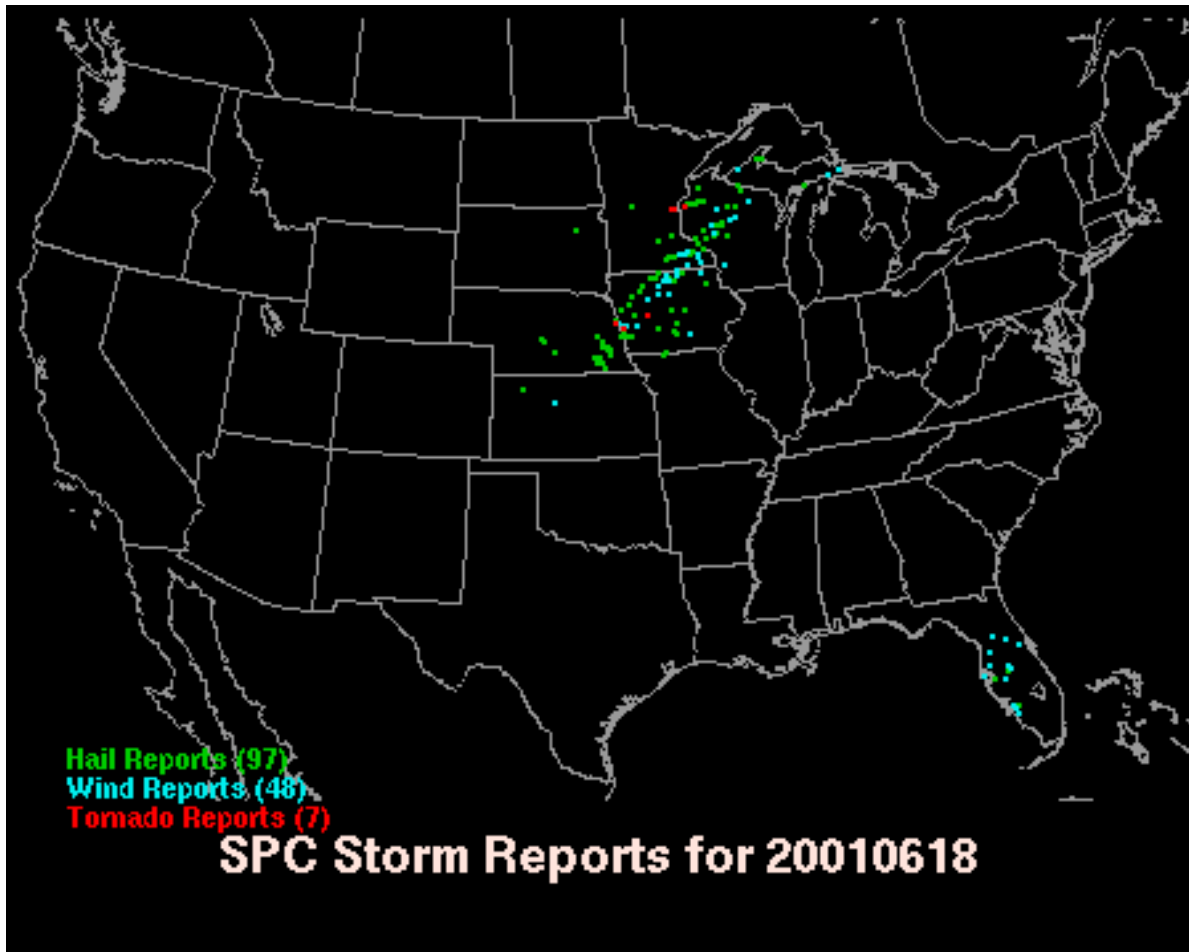 Hail Reports (97)
Wind Reports (48)
Tornado Reports (7)
SPC Storm Reports for 20010618